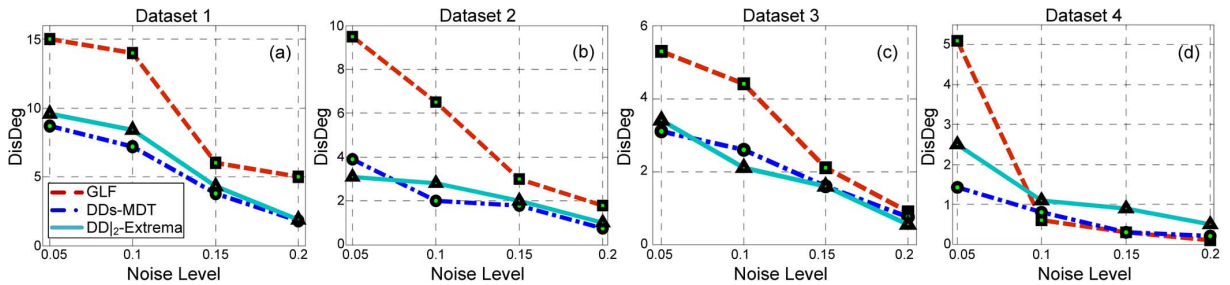 Dataset 1
15
10
5
0
DisDeg
(a)
GLF
DDs-MDT
DD|₂-Extrema
0.05 0.1 0.15 0.2
Noise Level
Dataset 2
10
8
6
4
2
0
DisDeg
(b)
0.05 0.1 0.15 0.2
Noise Level
Dataset 3
6
4
2
0
DisDeg
(c)
0.05 0.1 0.15 0.2
Noise Level
Dataset 4
5
4
3
2
1
0
DisDeg
(d)
0.05 0.1 0.15 0.2
Noise Level